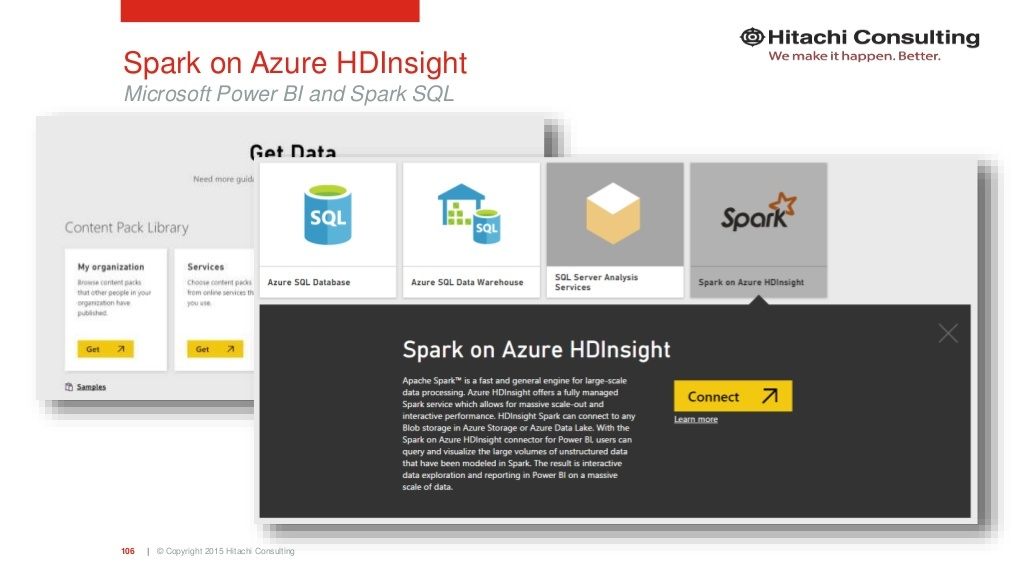 Hitachi Consulting
We make it happen. Better.
Spark on Azure HDInsight
Microsoft Power BI and Spark SQL
Get Data
Need more
Content Pack Library
My organization
Browse content packs
that other people in your
organization have
published.
Get
Services
Choose content packs
from online services
you use.
Get
Samples
SQL
Azure SQL Database
SQL
Azure SQL Data Warehouse
SQL Server Analysis
Services
Spark
Spark on Azure HDInsight
Spark on Azure HDInsight
Apache Spark™ is a fast and general engine for large-scale
data processing. Azure HDInsight offers a fully managed
Spark service which allows for massive scale-out and
interactive performance. HDInsight Spark can connect to any
Blob storage in Azure Storage or Azure Data Lake. With the
Spark on Azure HDInsight connector for Power BI, users can
query and visualize the large volumes of unstructured data
that have been modeled in Spark. The result is interactive
data exploration and reporting in Power BI on a massive
scale of data.
Connect
Learn more
106 | © Copyright 2015 Hitachi Consulting